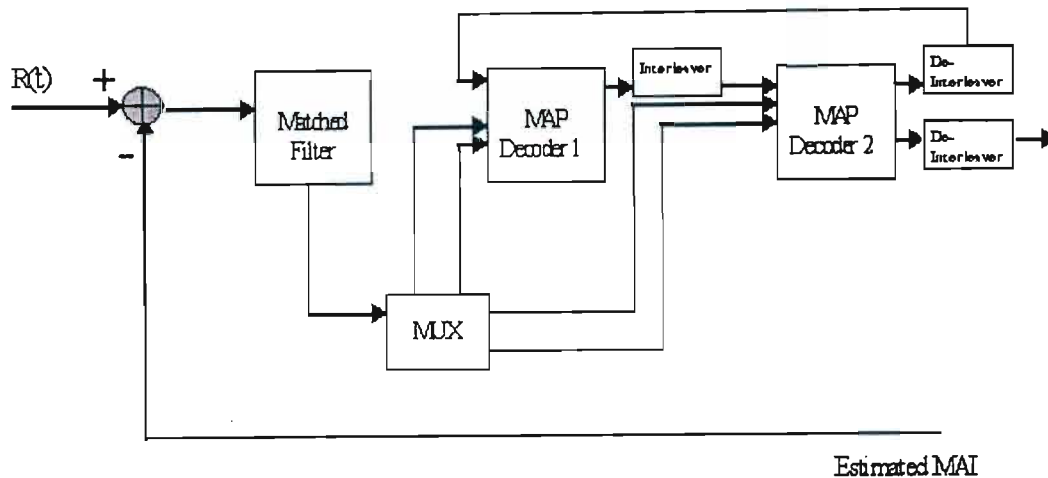 R(t)
+
-
Matched
Filter
MUX
MAP
Decoder 1
Interleaver
MAP
Decoder 2
De-
Interleaver
De-
Interleaver
Estimated MAI